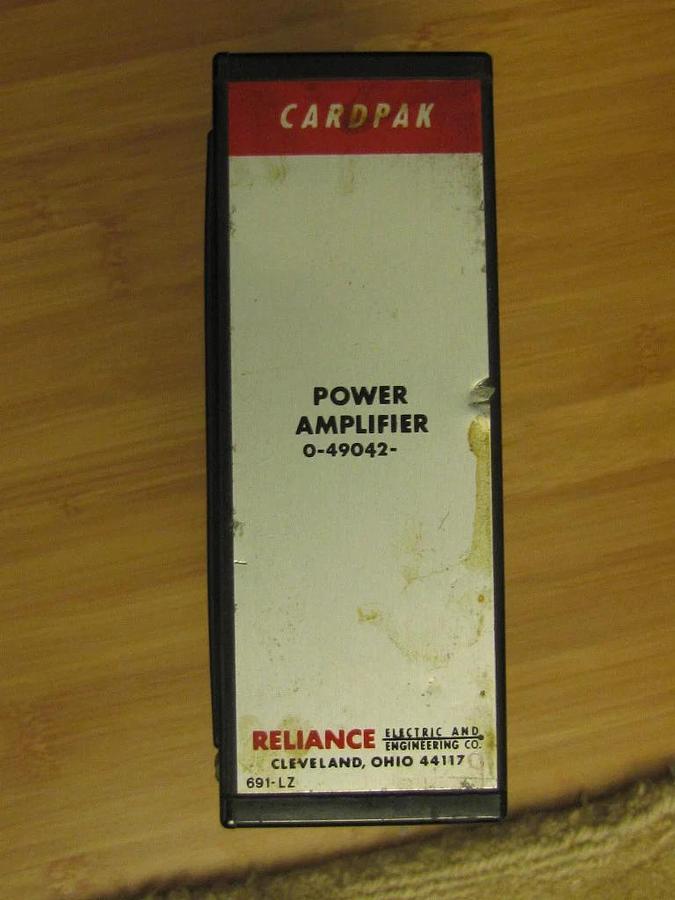 CARDPAK
POWER
AMPLIFIER
0-49042-
RELIANCE ELECTRIC AND
ENGINEERING CO.
CLEVELAND, OHIO 44117
691-LZ